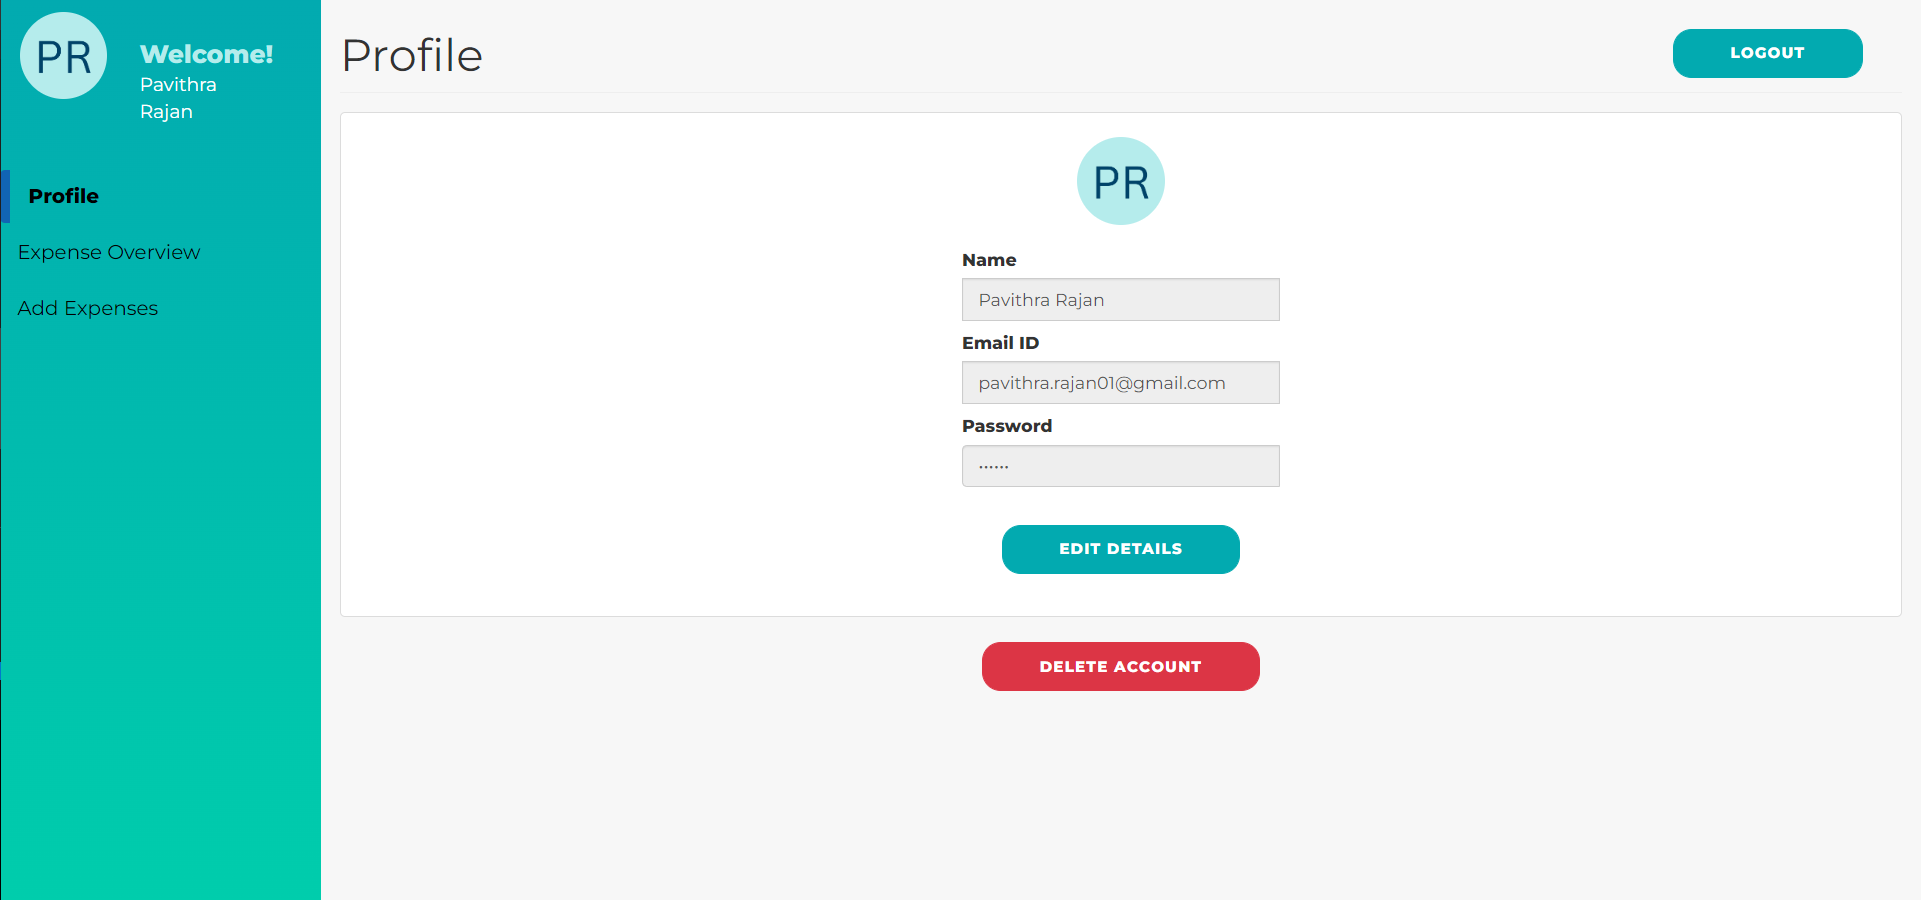 PR
Welcome!
Pavithra
Rajan
Profile
Expense Overview
Add Expenses
Profile
LOGOUT
PR
Name
Pavithra Rajan
Email ID
pavithra.rajan01@gmail.com
Password
······
EDIT DETAILS
DELETE ACCOUNT